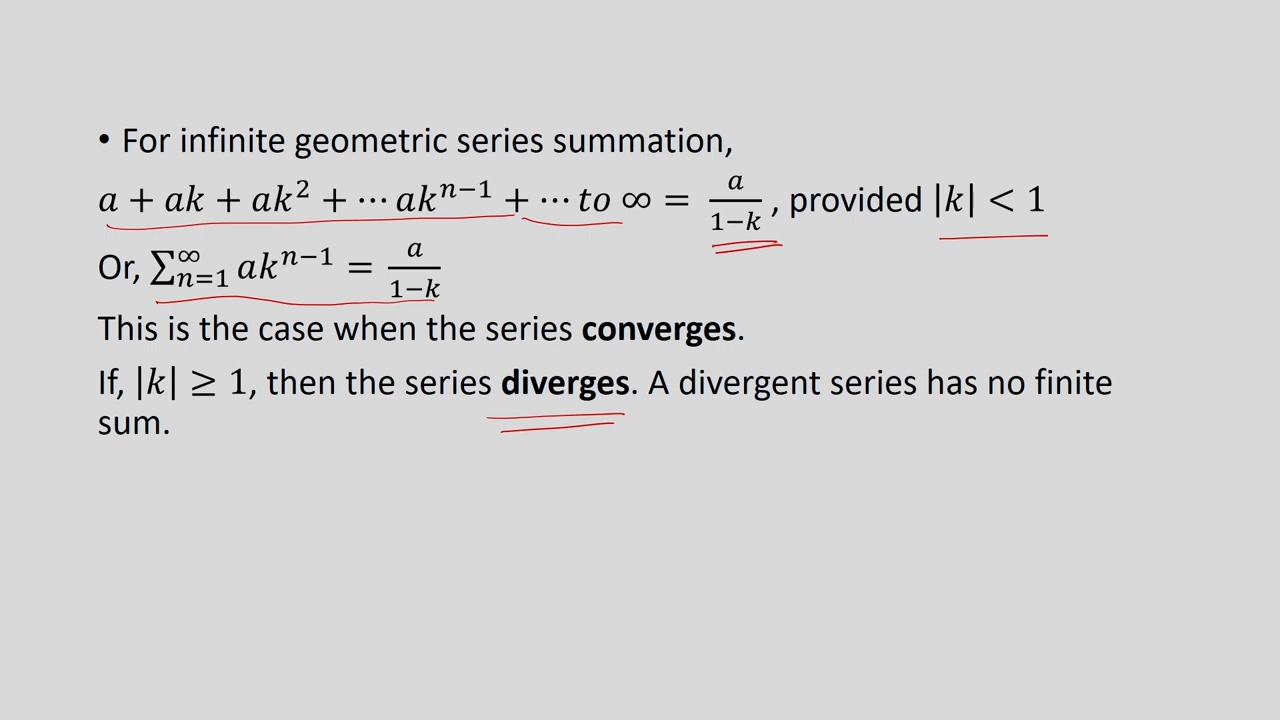 • For infinite geometric series summation,
a + ak + ak² + ⋯ akⁿ⁻¹ + ⋯ to ∞ = a/(1−k), provided |k| < 1
Or, ∑ₙ₌₁^∞ akⁿ⁻¹ = a/(1−k)
This is the case when the series converges.
If, |k| ≥ 1, then the series diverges. A divergent series has no finite
sum.